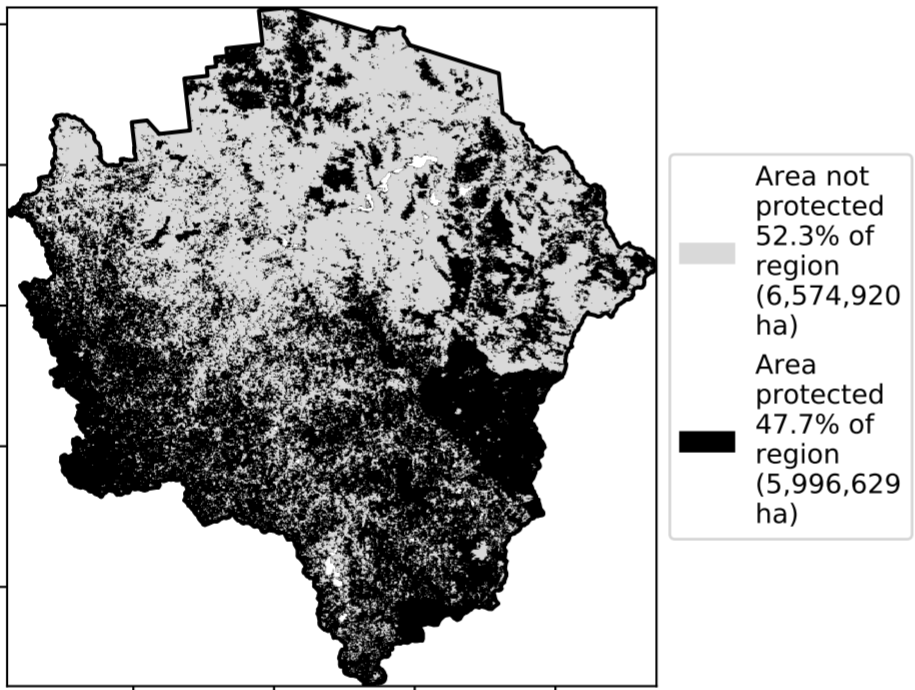 Area not
protected
52.3% of
region
(6,574,920
ha)
Area
protected
47.7% of
region
(5,996,629
ha)